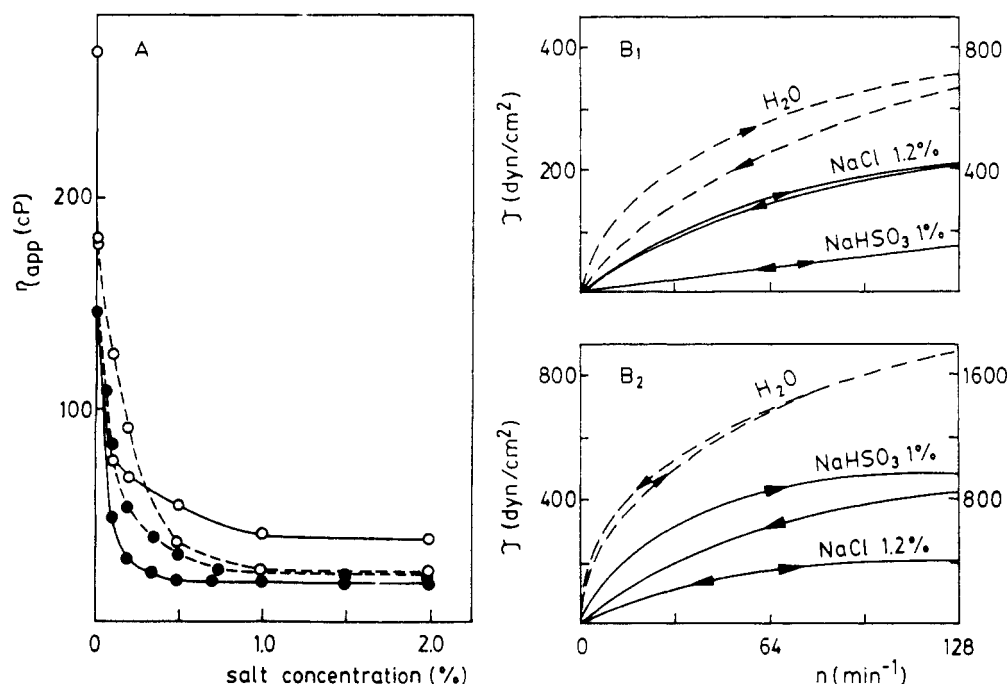 A
η app (cP)
200
100
0
1.0
2.0
salt concentration (%)
B1
400
200
800
400
τ (dyn/cm²)
H₂O
NaCl 1.2%
NaHSO₃ 1%
B2
800
400
1600
800
τ (dyn/cm²)
H₂O
NaHSO₃ 1%
NaCl 1.2%
0
64
128
n (min⁻¹)